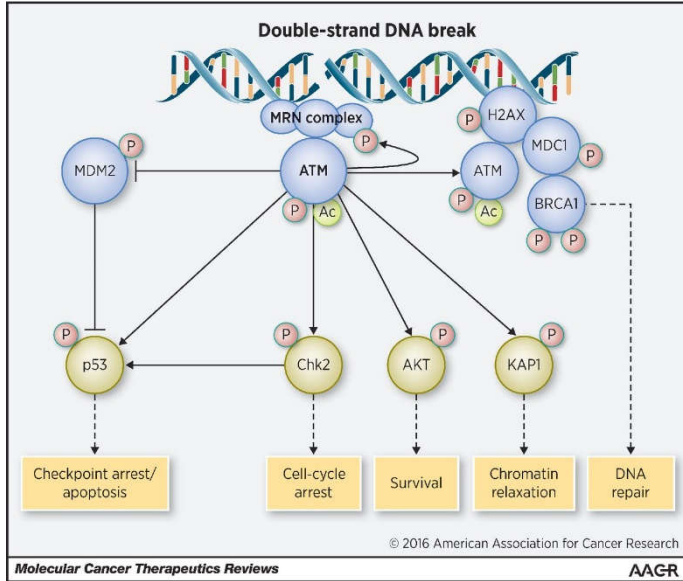 Double-strand DNA break
MRN complex
P
P
H2AX
MDM2
P
ATM
ATM
MDC1
P
P
Ac
P
Ac
BRCA1
P
P
P
p53
P
Chk2
P
AKT
P
KAP1
Checkpoint arrest/
apoptosis
Cell-cycle
arrest
Survival
Chromatin
relaxation
DNA
repair
© 2016 American Association for Cancer Research
Molecular Cancer Therapeutics Reviews
AACR